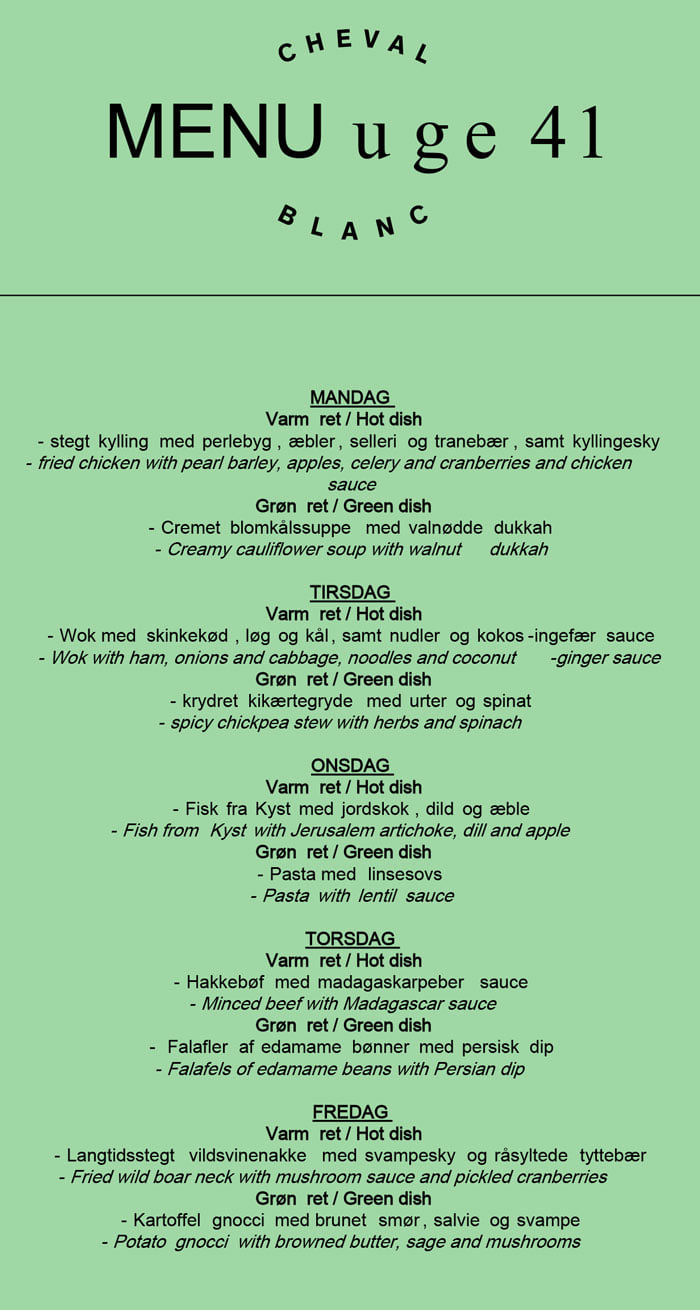 CHEVAL
MENU uge 41
BLANC
MANDAG
Varm ret / Hot dish
- stegt kylling med perlebyg, æbler, selleri og tranebær, samt kyllingesky
- fried chicken with pearl barley, apples, celery and cranberries and chicken
sauce
Grøn ret / Green dish
- Cremet blomkålssuppe med valnødde dukkah
- Creamy cauliflower soup with walnut dukkah
TIRSDAG
Varm ret / Hot dish
- Wok med skinkekød, løg og kål, samt nudler og kokos-ingefær sauce
- Wok with ham, onions and cabbage, noodles and coconut -ginger sauce
Grøn ret / Green dish
- krydret kikærtegryde med urter og spinat
- spicy chickpea stew with herbs and spinach
ONSDAG
Varm ret / Hot dish
- Fisk fra Kyst med jordskok, dild og æble
- Fish from Kyst with Jerusalem artichoke, dill and apple
Grøn ret / Green dish
- Pasta med linsesovs
- Pasta with lentil sauce
TORSDAG
Varm ret / Hot dish
- Hakkebøf med madagaskarpeber sauce
- Minced beef with Madagascar sauce
Grøn ret / Green dish
- Falafler af edamame bønner med persisk dip
- Falafels of edamame beans with Persian dip
FREDAG
Varm ret / Hot dish
- Langtidsstegt vildsvinenakke med svampesky og råsyltede tyttebær
- Fried wild boar neck with mushroom sauce and pickled cranberries
Grøn ret / Green dish
- Kartoffel gnocci med brunet smør, salvie og svampe
- Potato gnocci with browned butter, sage and mushrooms